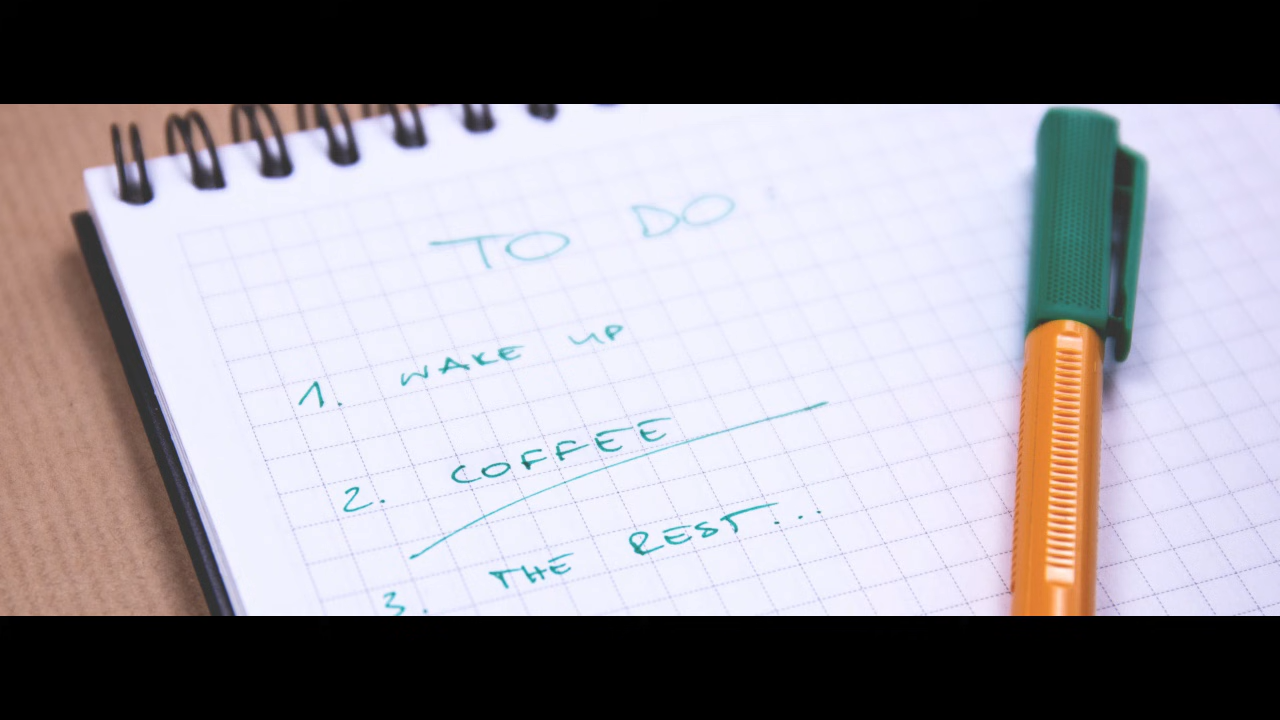 TO DO
1. WAKE UP
2. COFFEE
3. THE REST...